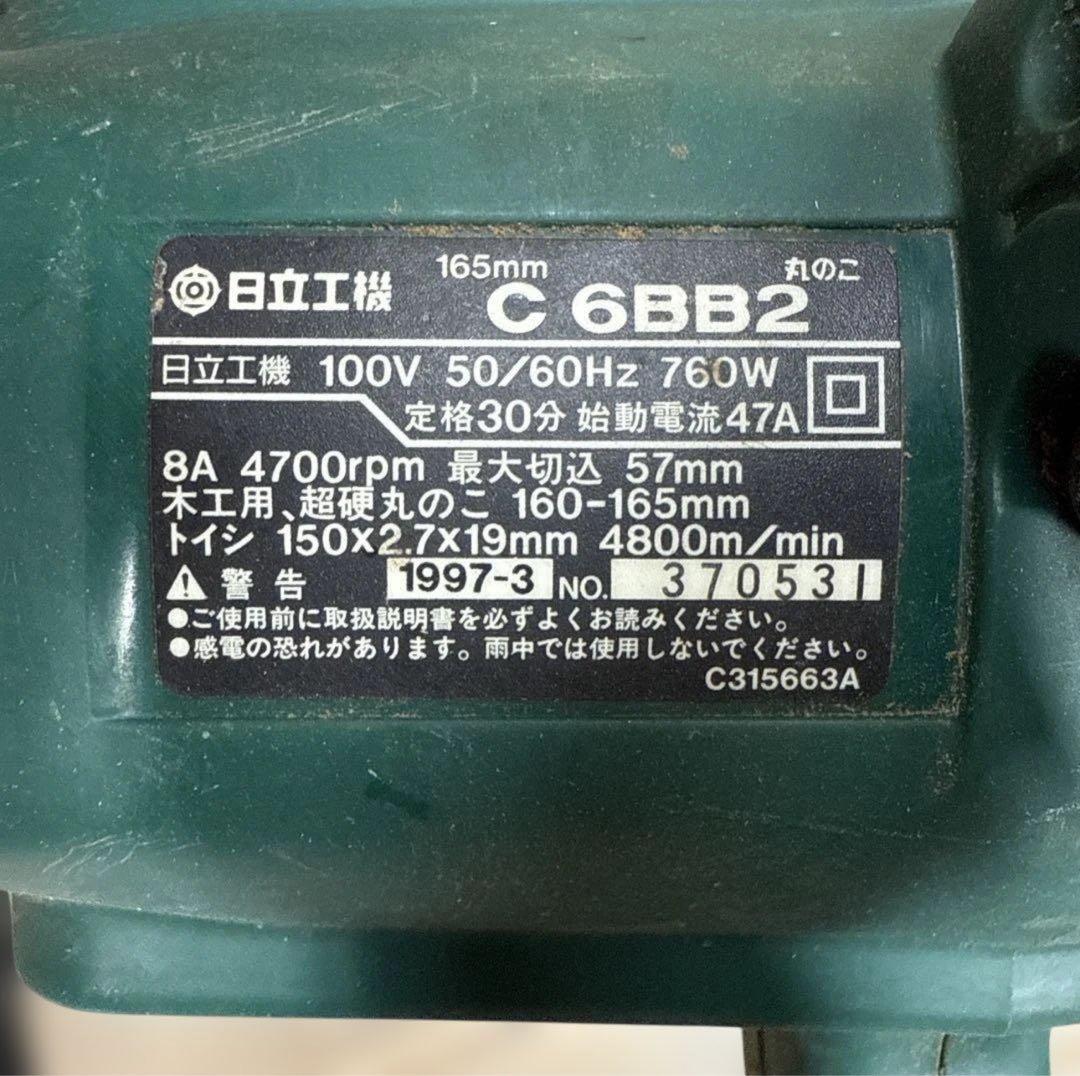 165mm 丸のこ
日立工機 C 6BB2
日立工機 100V 50/60Hz 760W
定格30分 始動電流47A
8A 4700rpm 最大切込 57mm
木工用、超硬丸のこ 160-165mm
トイシ 150×2.7×19mm 4800m/min
警告 1997-3 NO. 370531
●ご使用前に取扱説明書を必ずよくお読みください。
●感電の恐れがあります。雨中では使用しないでください。
C315663A